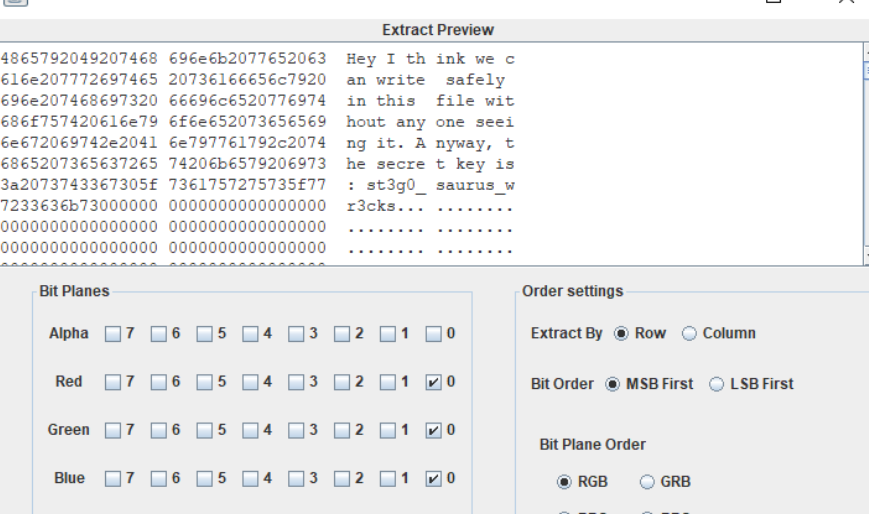 Extract Preview
4865792049207468 696e6b2077652063 Hey I th ink we c
616e207772697465 20736166656c7920 an write  safely
696e207468697320 66696c6520776974 in this  file wit
686f757420616e79 6f6e652073656569 hout any one seei
6e672069742e2041 6e797761792c2074 ng it. A nyway, t
6865207365637265 74206b6579206973 he secre t key is
3a2073743367305f 7361757275735f77 : st3g0_ saurus_w
7233636b73000000 0000000000000000 r3cks... ........
0000000000000000 0000000000000000 ........ ........
0000000000000000 0000000000000000 ........ ........
Bit Planes
Order settings
Alpha 7 6 5 4 3 2 1 0
Extract By Row Column
Red 7 6 5 4 3 2 1 0
Bit Order MSB First LSB First
Green 7 6 5 4 3 2 1 0
Bit Plane Order
Blue 7 6 5 4 3 2 1 0
RGB GRB